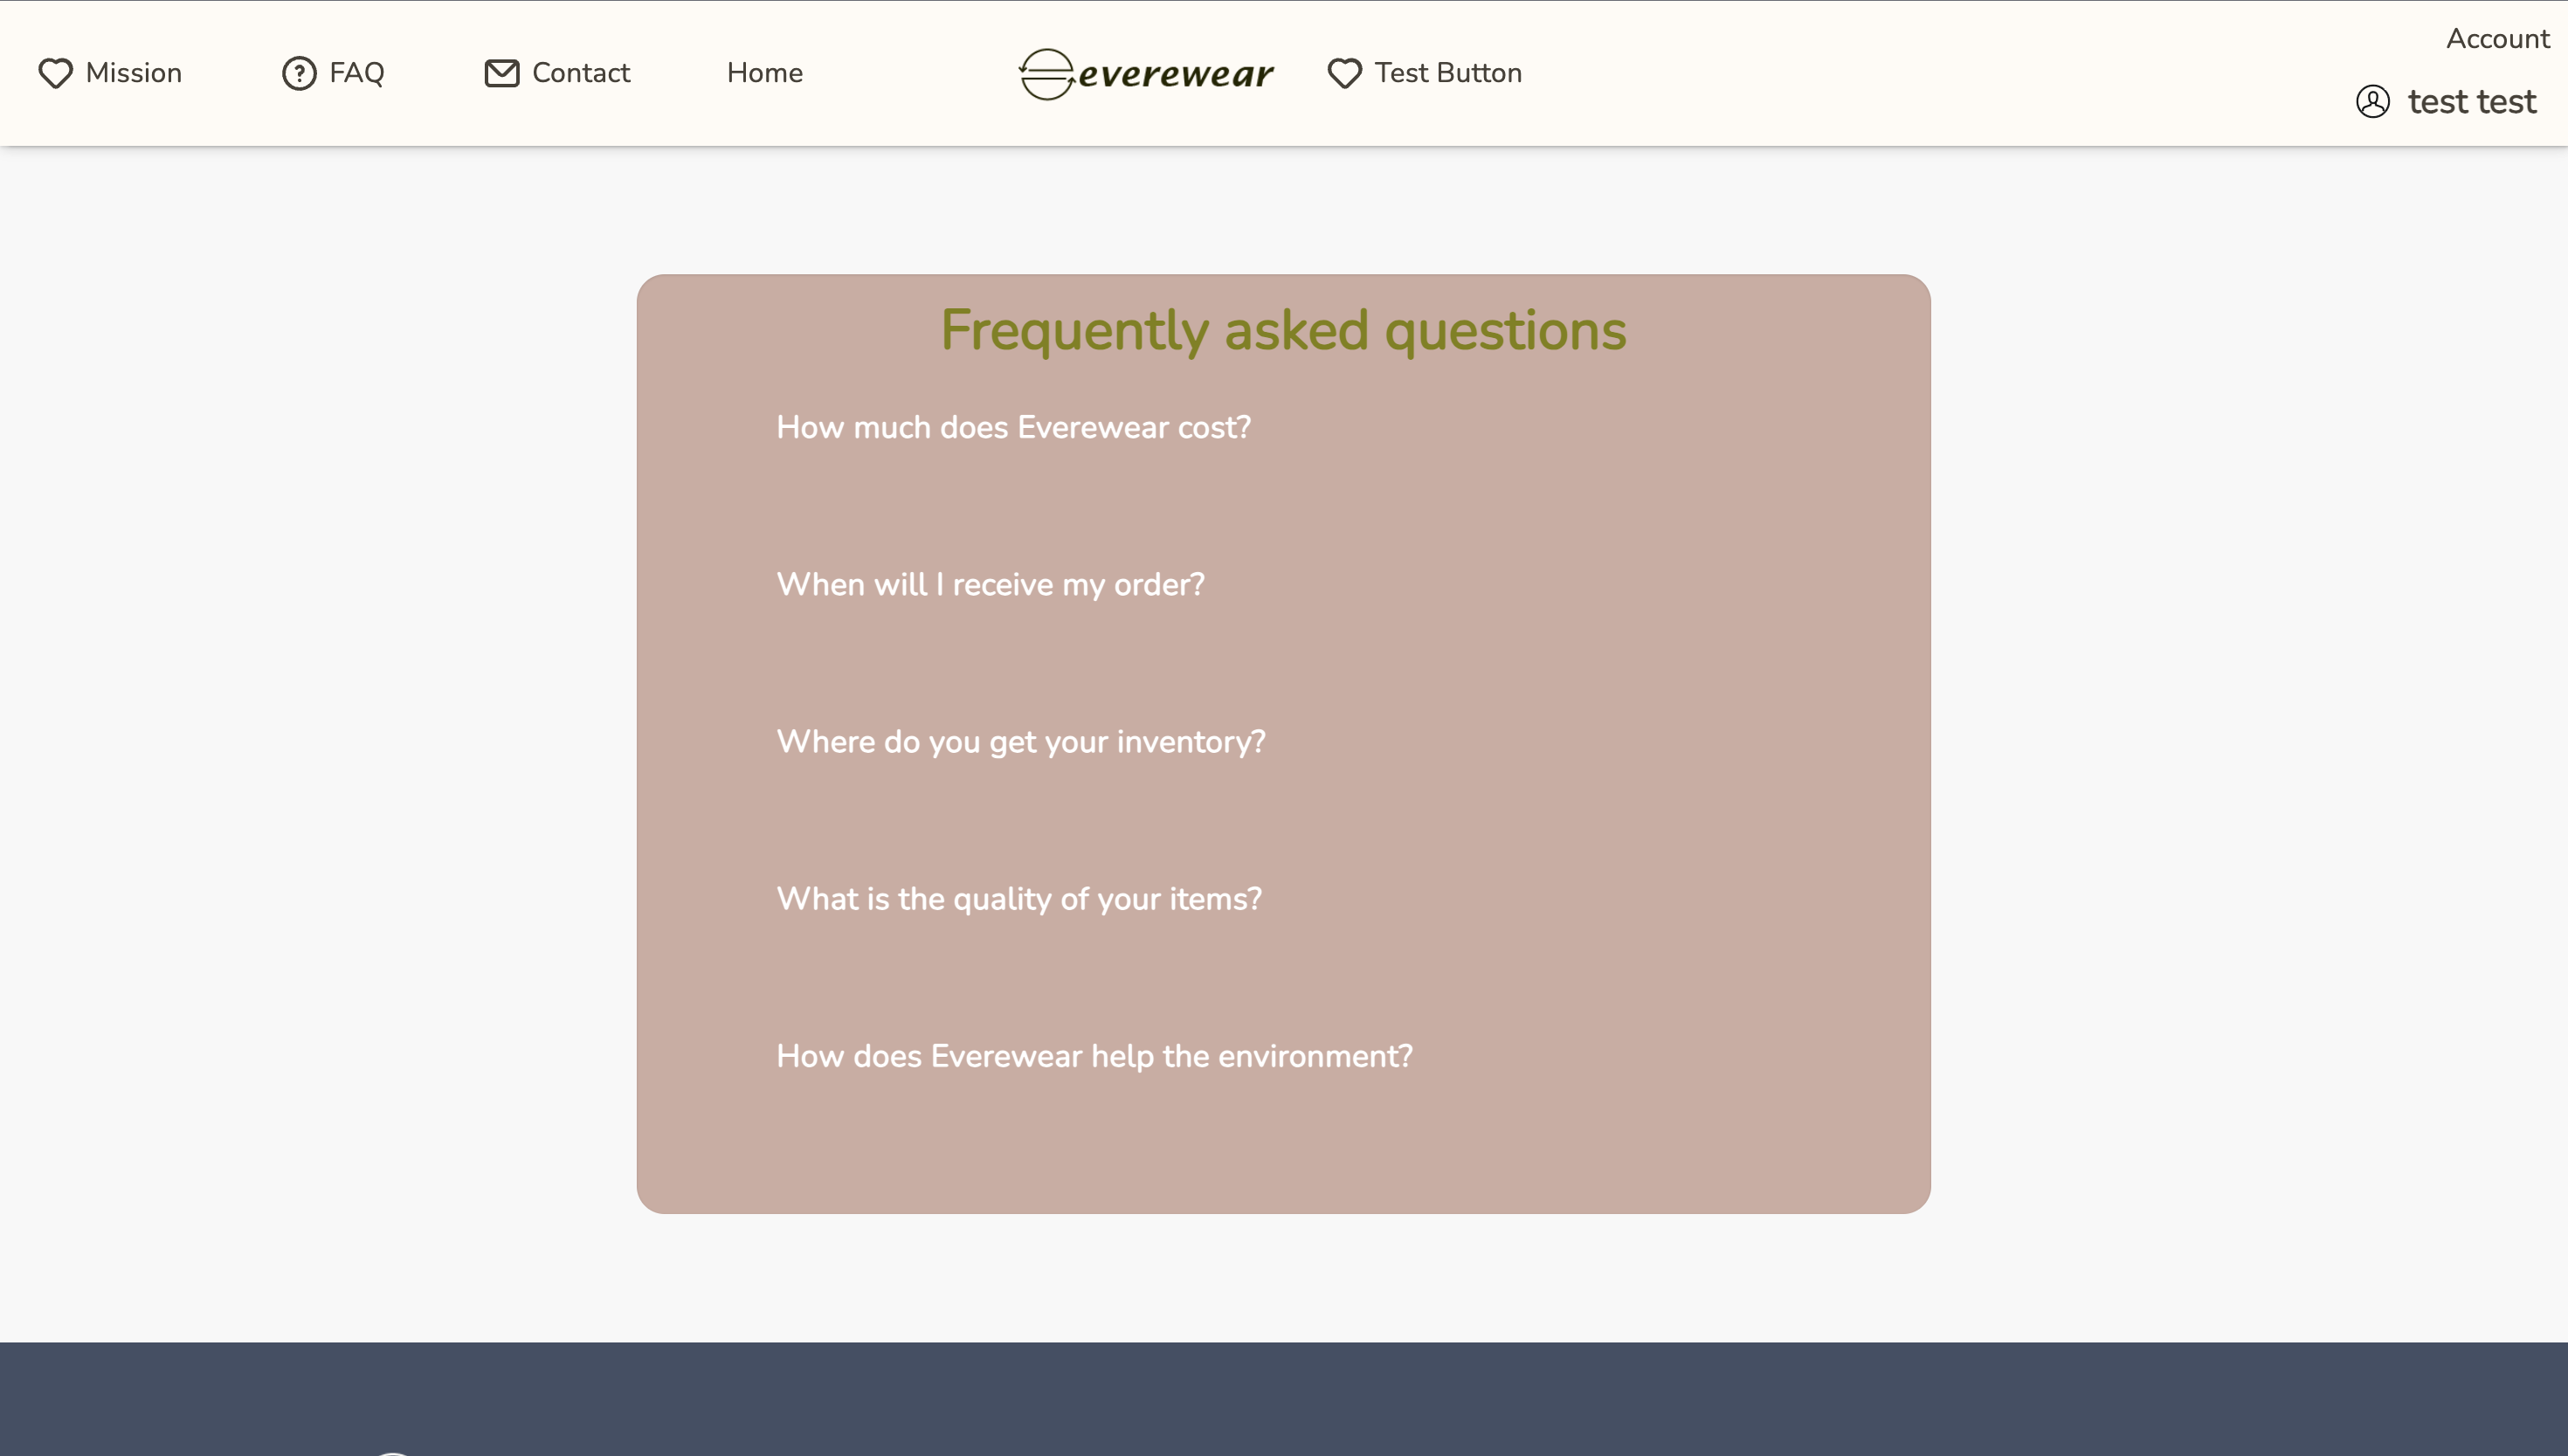 Mission
FAQ
Contact
Home
everewear
Test Button
Account
test test
Frequently asked questions
How much does Everewear cost?
When will I receive my order?
Where do you get your inventory?
What is the quality of your items?
How does Everewear help the environment?